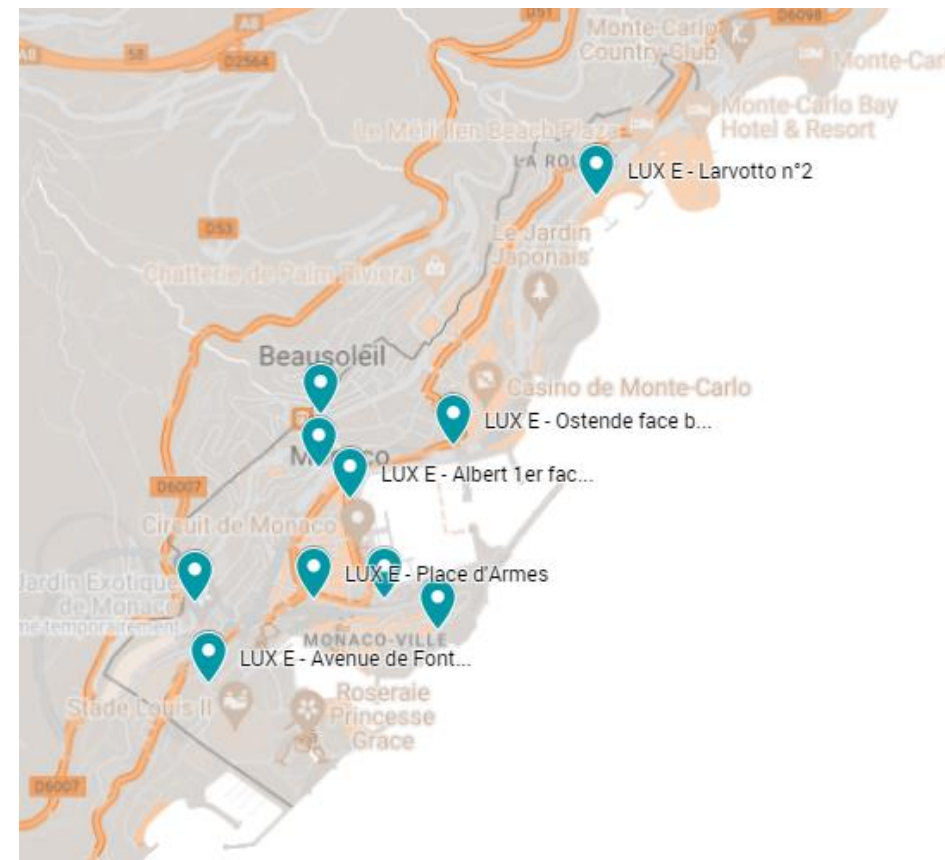 D51
D6098
A8
Monte-Carlo
Country Club
58
A8
D2564
Monte-Car
Monte-Carlo Bay
Hotel & Resort
Le Méridien Beach Plaza
LA ROU
LUX E - Larvotto n°2
D53
Le Jardin
Japonais
Chatterie de Palm Riviera
Beausoleil
Casino de Monte-Carlo
LUX E - Ostende face b...
LUX E - Albert 1er fac...
D6007
Circuit de Monaco
LUX E - Place d'Armes
Jardin Exotique
de Monaco
temporairement
MONACO-VILLE
LUX E - Avenue de Font...
Stade Louis II
Roseraie
Princesse
Grace
D6007